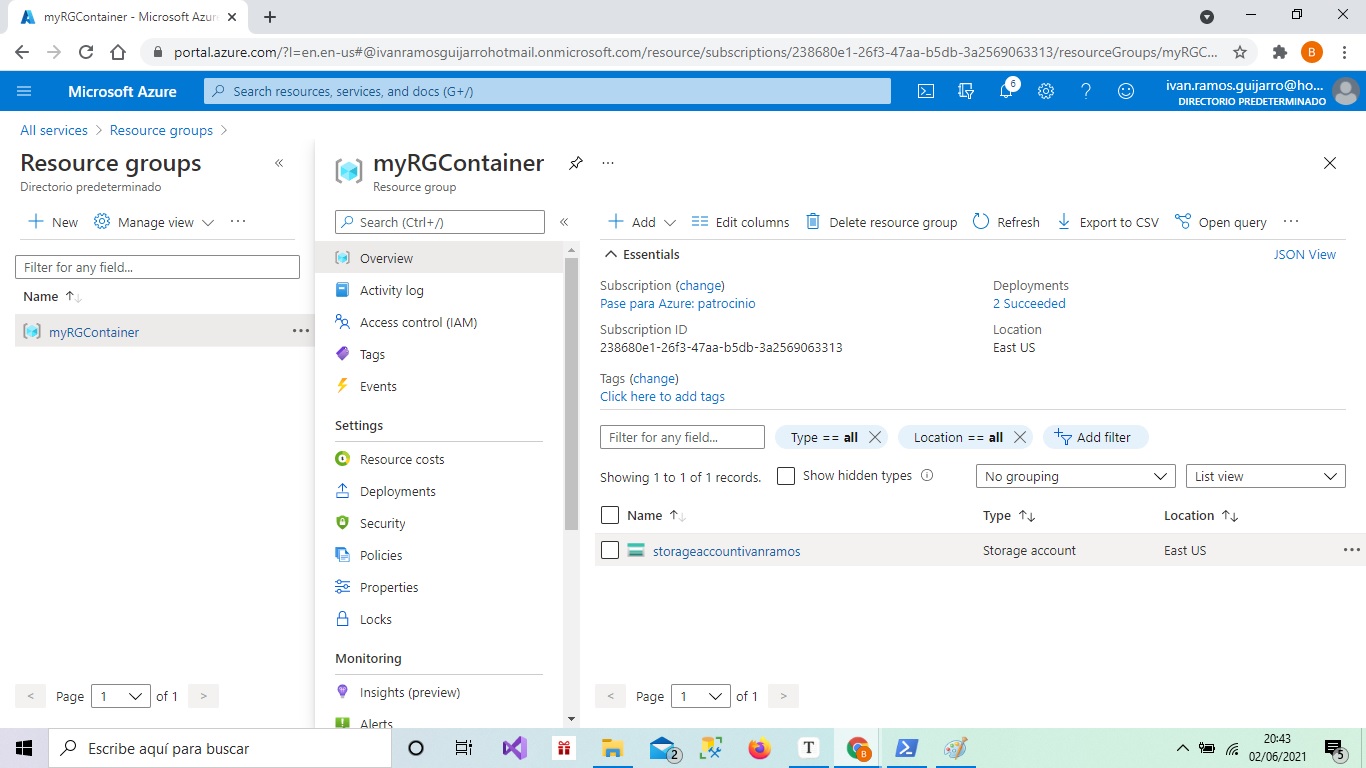 myRGContainer - Microsoft Azur
portal.azure.com/?l=en.en-us#@ivanramosguijarrohotmail.onmicrosoft.com/resource/subscriptions/238680e1-26f3-47aa-b5db-3a2569063313/resourceGroups/myRGC...
B
Microsoft Azure
Search resources, services, and docs (G+/)
6
ivan.ramos.guijarro@ho...
DIRECTORIO PREDETERMINADO
All services > Resource groups >
Resource groups
Directorio predeterminado
New
Manage view
Filter for any field...
Name
myRGContainer
Page 1 of 1
myRGContainer
Resource group
Search (Ctrl+/)
Overview
Activity log
Access control (IAM)
Tags
Events
Settings
Resource costs
Deployments
Security
Policies
Properties
Locks
Monitoring
Insights (preview)
Alerts
Add
Edit columns
Delete resource group
Refresh
Export to CSV
Open query
Essentials
JSON View
Subscription (change)
Pase para Azure: patrocinio
Subscription ID
238680e1-26f3-47aa-b5db-3a2569063313
Tags (change)
Click here to add tags
Deployments
2 Succeeded
Location
East US
Filter for any field...
Type == all
Location == all
Add filter
Showing 1 to 1 of 1 records.
Show hidden types
No grouping
List view
Name
Type
Location
storageaccountivanramos
Storage account
East US
Page 1 of 1
Escribe aquí para buscar
2
T
B
20:43
02/06/2021
5